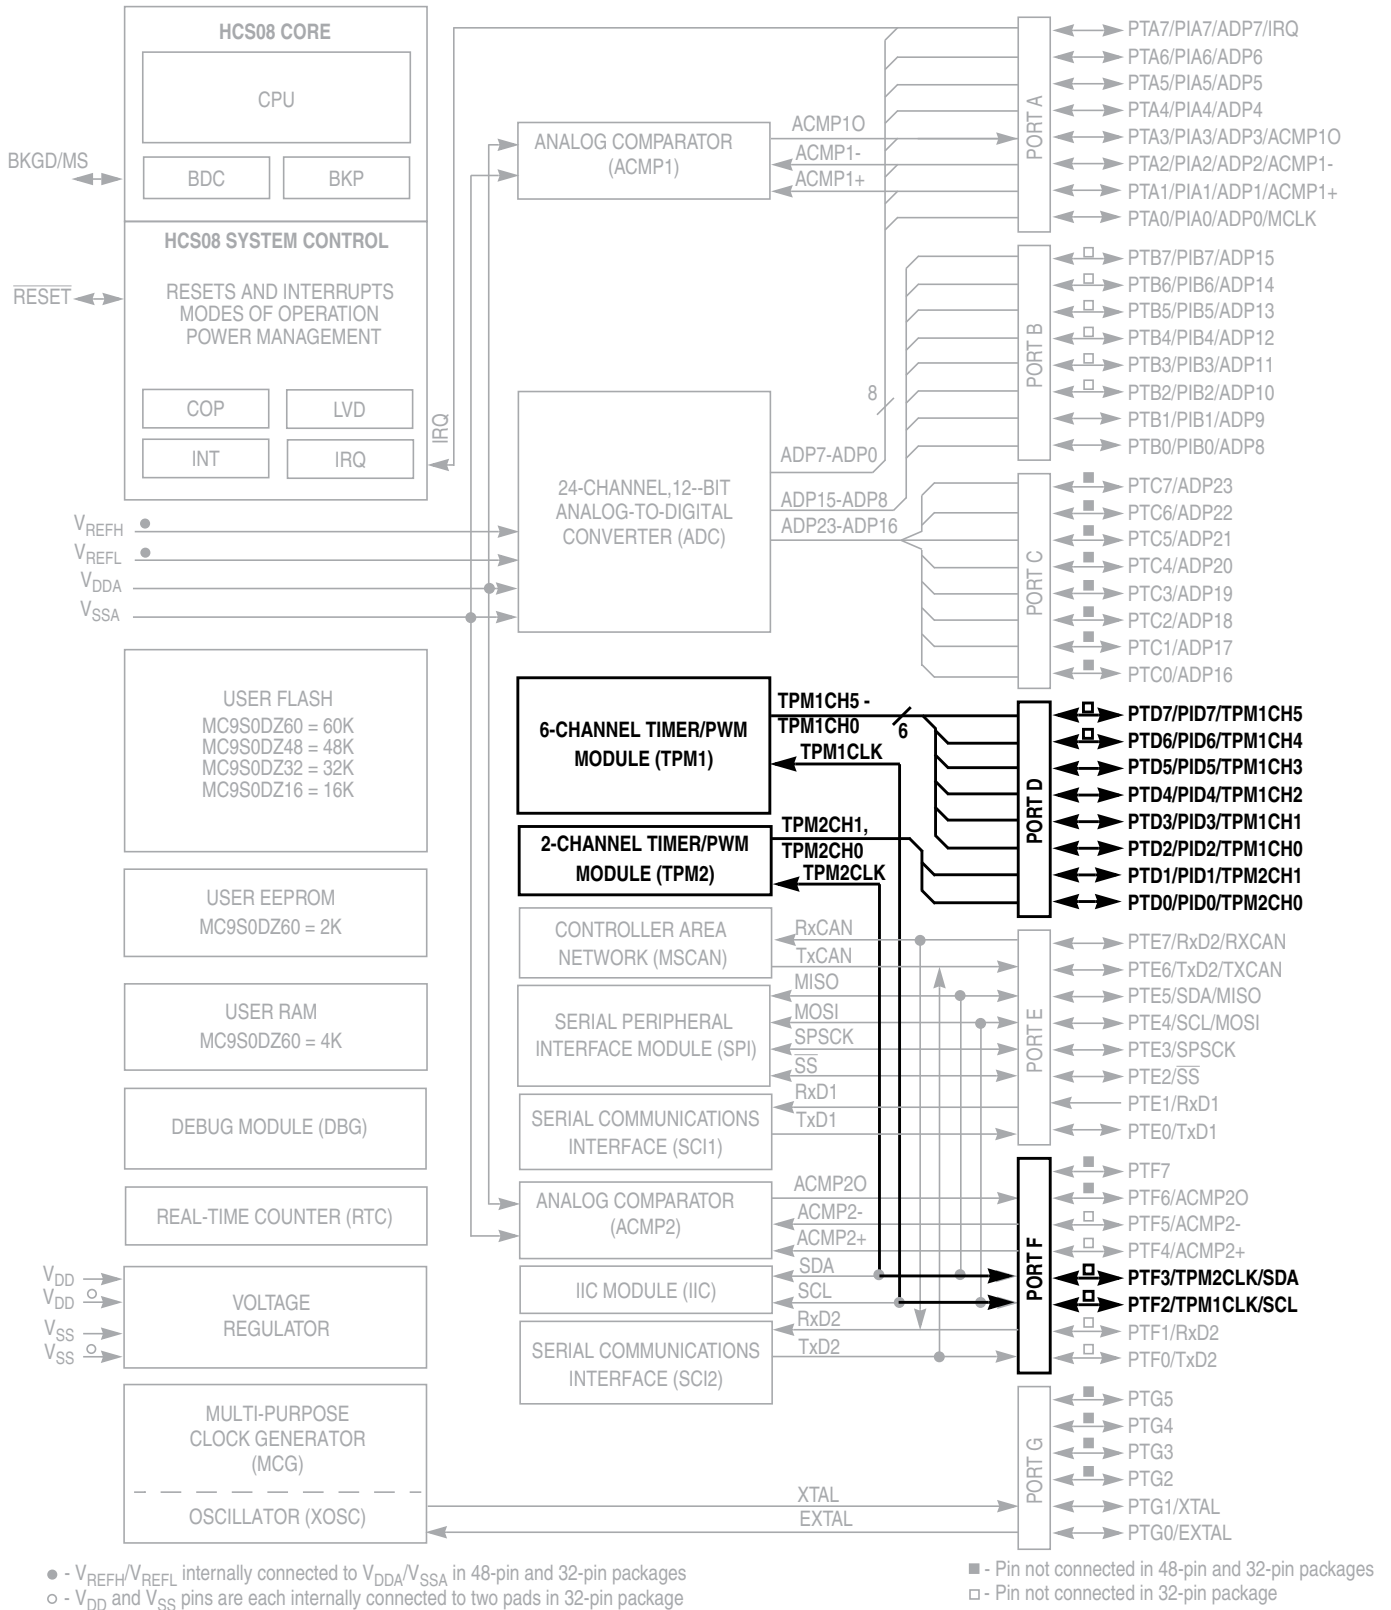 HCS08 CORE
CPU
BDC
BKP
BKGD/MS
HCS08 SYSTEM CONTROL
RESETS AND INTERRUPTS
MODES OF OPERATION
POWER MANAGEMENT
RESET
COP
LVD
INT
IRQ
IRQ
VREFH
VREFL
VDDA
VSSA
USER FLASH
MC9S0DZ60 = 60K
MC9S0DZ48 = 48K
MC9S0DZ32 = 32K
MC9S0DZ16 = 16K
USER EEPROM
MC9S0DZ60 = 2K
USER RAM
MC9S0DZ60 = 4K
DEBUG MODULE (DBG)
REAL-TIME COUNTER (RTC)
VDD
VDD
VSS
VSS
VOLTAGE
REGULATOR
MULTI-PURPOSE
CLOCK GENERATOR
(MCG)
OSCILLATOR (XOSC)
ANALOG COMPARATOR
(ACMP1)
ACMP1O
ACMP1-
ACMP1+
24-CHANNEL,12--BIT
ANALOG-TO-DIGITAL
CONVERTER (ADC)
8
ADP7-ADP0
ADP15-ADP8
ADP23-ADP16
6-CHANNEL TIMER/PWM
MODULE (TPM1)
TPM1CH5 -
TPM1CH0
6
TPM1CLK
2-CHANNEL TIMER/PWM
MODULE (TPM2)
TPM2CH1,
TPM2CH0
TPM2CLK
CONTROLLER AREA
NETWORK (MSCAN)
RxCAN
TxCAN
SERIAL PERIPHERAL
INTERFACE MODULE (SPI)
MISO
MOSI
SPSCK
SS
SERIAL COMMUNICATIONS
INTERFACE (SCI1)
RxD1
TxD1
ANALOG COMPARATOR
(ACMP2)
ACMP2O
ACMP2-
ACMP2+
IIC MODULE (IIC)
SDA
SCL
SERIAL COMMUNICATIONS
INTERFACE (SCI2)
RxD2
TxD2
XTAL
EXTAL
PORT A
PTA7/PIA7/ADP7/IRQ
PTA6/PIA6/ADP6
PTA5/PIA5/ADP5
PTA4/PIA4/ADP4
PTA3/PIA3/ADP3/ACMP1O
PTA2/PIA2/ADP2/ACMP1-
PTA1/PIA1/ADP1/ACMP1+
PTA0/PIA0/ADP0/MCLK
PORT B
PTB7/PIB7/ADP15
PTB6/PIB6/ADP14
PTB5/PIB5/ADP13
PTB4/PIB4/ADP12
PTB3/PIB3/ADP11
PTB2/PIB2/ADP10
PTB1/PIB1/ADP9
PTB0/PIB0/ADP8
PORT C
PTC7/ADP23
PTC6/ADP22
PTC5/ADP21
PTC4/ADP20
PTC3/ADP19
PTC2/ADP18
PTC1/ADP17
PTC0/ADP16
PORT D
PTD7/PID7/TPM1CH5
PTD6/PID6/TPM1CH4
PTD5/PID5/TPM1CH3
PTD4/PID4/TPM1CH2
PTD3/PID3/TPM1CH1
PTD2/PID2/TPM1CH0
PTD1/PID1/TPM2CH1
PTD0/PID0/TPM2CH0
PORT E
PTE7/RxD2/RXCAN
PTE6/TxD2/TXCAN
PTE5/SDA/MISO
PTE4/SCL/MOSI
PTE3/SPSCK
PTE2/SS
PTE1/RxD1
PTE0/TxD1
PORT F
PTF7
PTF6/ACMP2O
PTF5/ACMP2-
PTF4/ACMP2+
PTF3/TPM2CLK/SDA
PTF2/TPM1CLK/SCL
PTF1/RxD2
PTF0/TxD2
PORT G
PTG5
PTG4
PTG3
PTG2
PTG1/XTAL
PTG0/EXTAL
● - VREFH/VREFL internally connected to VDDA/VSSA in 48-pin and 32-pin packages
○ - VDD and VSS pins are each internally connected to two pads in 32-pin package
■ - Pin not connected in 48-pin and 32-pin packages
□ - Pin not connected in 32-pin package